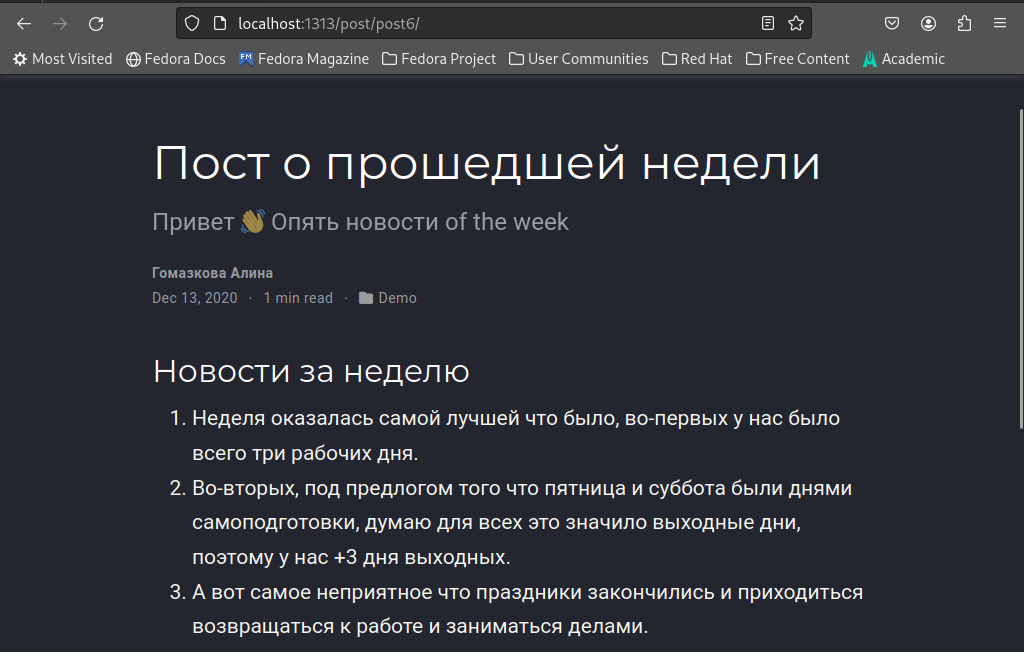 localhost:1313/post/post6/
Most Visited Fedora Docs Fedora Magazine Fedora Project User Communities Red Hat Free Content Academic
Пост о прошедшей недели
Привет 👋 Опять новости of the week
Гомазкова Алина
Dec 13, 2020 · 1 min read · Demo
Новости за неделю
1. Неделя оказалась самой лучшей что было, во-первых у нас было
всего три рабочих дня.
2. Во-вторых, под предлогом того что пятница и суббота были днями
самоподготовки, думаю для всех это значило выходные дни,
поэтому у нас +3 дня выходных.
3. А вот самое неприятное что праздники закончились и приходиться
возвращаться к работе и заниматься делами.